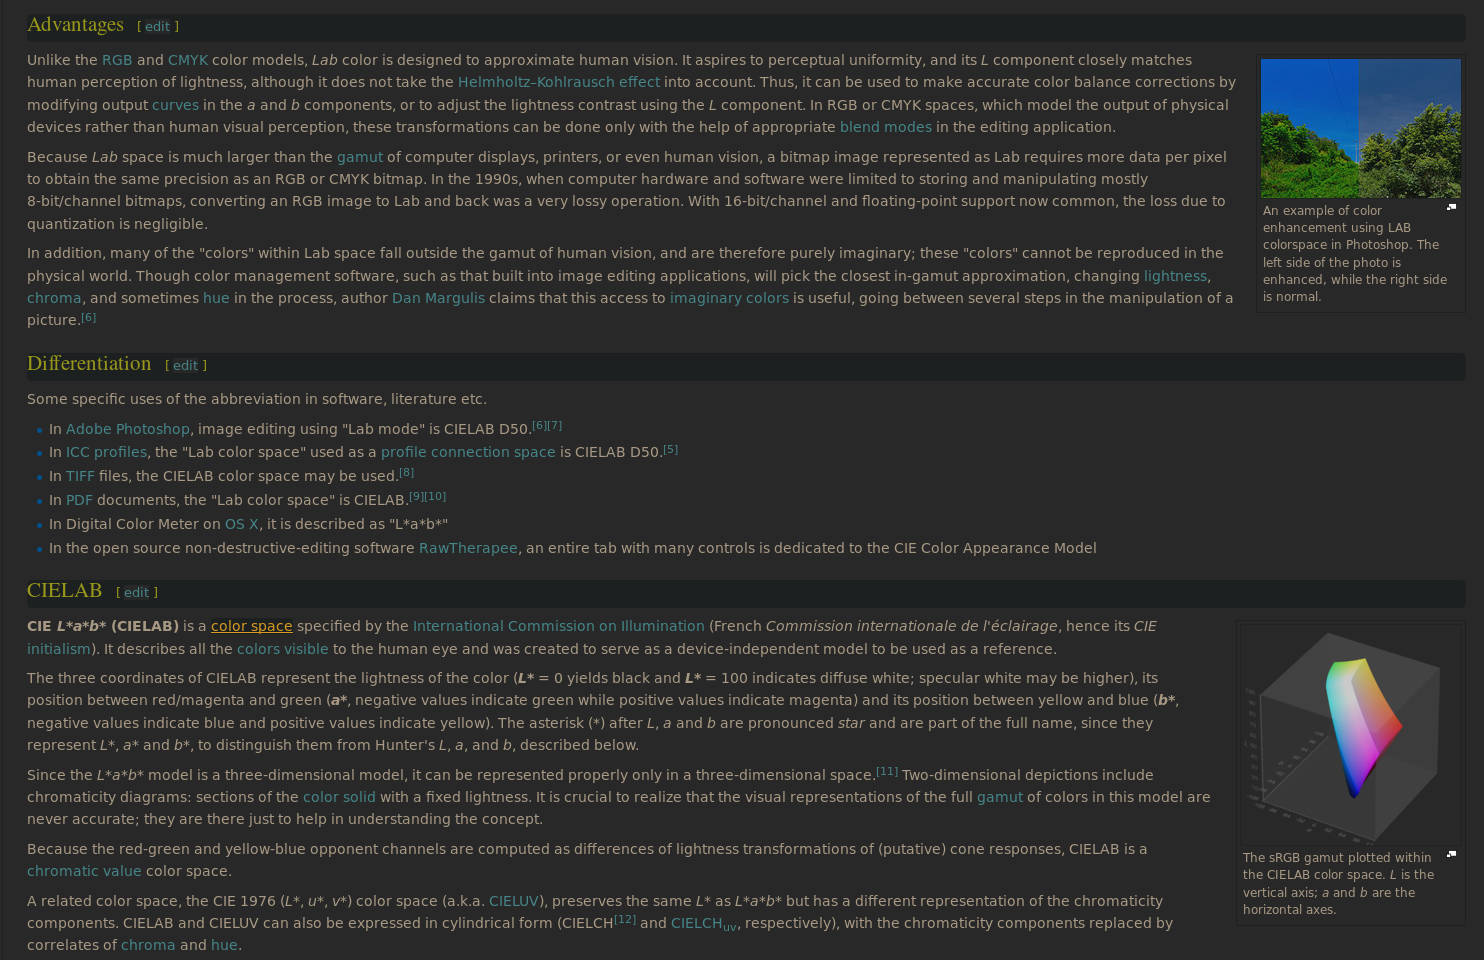 Advantages [ edit ]
Unlike the RGB and CMYK color models, Lab color is designed to approximate human vision. It aspires to perceptual uniformity, and its L component closely matches
human perception of lightness, although it does not take the Helmholtz–Kohlrausch effect into account. Thus, it can be used to make accurate color balance corrections by
modifying output curves in the a and b components, or to adjust the lightness contrast using the L component. In RGB or CMYK spaces, which model the output of physical
devices rather than human visual perception, these transformations can be done only with the help of appropriate blend modes in the editing application.
Because Lab space is much larger than the gamut of computer displays, printers, or even human vision, a bitmap image represented as Lab requires more data per pixel
to obtain the same precision as an RGB or CMYK bitmap. In the 1990s, when computer hardware and software were limited to storing and manipulating mostly
8-bit/channel bitmaps, converting an RGB image to Lab and back was a very lossy operation. With 16-bit/channel and floating-point support now common, the loss due to
quantization is negligible.
In addition, many of the "colors" within Lab space fall outside the gamut of human vision, and are therefore purely imaginary; these "colors" cannot be reproduced in the
physical world. Though color management software, such as that built into image editing applications, will pick the closest in-gamut approximation, changing lightness,
chroma, and sometimes hue in the process, author Dan Margulis claims that this access to imaginary colors is useful, going between several steps in the manipulation of a
picture.[6]
An example of color
enhancement using LAB
colorspace in Photoshop. The
left side of the photo is
enhanced, while the right side
is normal.
Differentiation [ edit ]
Some specific uses of the abbreviation in software, literature etc.
In Adobe Photoshop, image editing using "Lab mode" is CIELAB D50.[6][7]
In ICC profiles, the "Lab color space" used as a profile connection space is CIELAB D50.[5]
In TIFF files, the CIELAB color space may be used.[8]
In PDF documents, the "Lab color space" is CIELAB.[9][10]
In Digital Color Meter on OS X, it is described as "L*a*b*"
In the open source non-destructive-editing software RawTherapee, an entire tab with many controls is dedicated to the CIE Color Appearance Model
CIELAB [ edit ]
CIE L*a*b* (CIELAB) is a color space specified by the International Commission on Illumination (French Commission internationale de l'éclairage, hence its CIE
initialism). It describes all the colors visible to the human eye and was created to serve as a device-independent model to be used as a reference.
The three coordinates of CIELAB represent the lightness of the color (L* = 0 yields black and L* = 100 indicates diffuse white; specular white may be higher), its
position between red/magenta and green (a*, negative values indicate green while positive values indicate magenta) and its position between yellow and blue (b*,
negative values indicate blue and positive values indicate yellow). The asterisk (*) after L, a and b are pronounced star and are part of the full name, since they
represent L*, a* and b*, to distinguish them from Hunter's L, a, and b, described below.
Since the L*a*b* model is a three-dimensional model, it can be represented properly only in a three-dimensional space.[11] Two-dimensional depictions include
chromaticity diagrams: sections of the color solid with a fixed lightness. It is crucial to realize that the visual representations of the full gamut of colors in this model are
never accurate; they are there just to help in understanding the concept.
Because the red-green and yellow-blue opponent channels are computed as differences of lightness transformations of (putative) cone responses, CIELAB is a
chromatic value color space.
A related color space, the CIE 1976 (L*, u*, v*) color space (a.k.a. CIELUV), preserves the same L* as L*a*b* but has a different representation of the chromaticity
components. CIELAB and CIELUV can also be expressed in cylindrical form (CIELCH[12] and CIELCHuv, respectively), with the chromaticity components replaced by
correlates of chroma and hue.
The sRGB gamut plotted within
the CIELAB color space. L is the
vertical axis; a and b are the
horizontal axes.